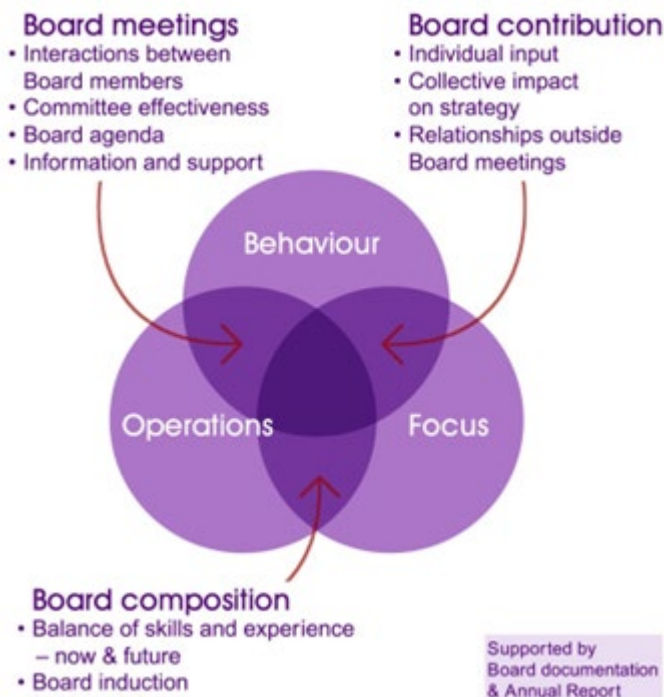 Board meetings
• Interactions between
Board members
• Committee effectiveness
• Board agenda
• Information and support
Board contribution
• Individual input
• Collective impact
on strategy
• Relationships outside
Board meetings
Behaviour
Operations
Focus
Board composition
• Balance of skills and experience
– now & future
• Board induction
Supported by
Board documentation
& Annual Report